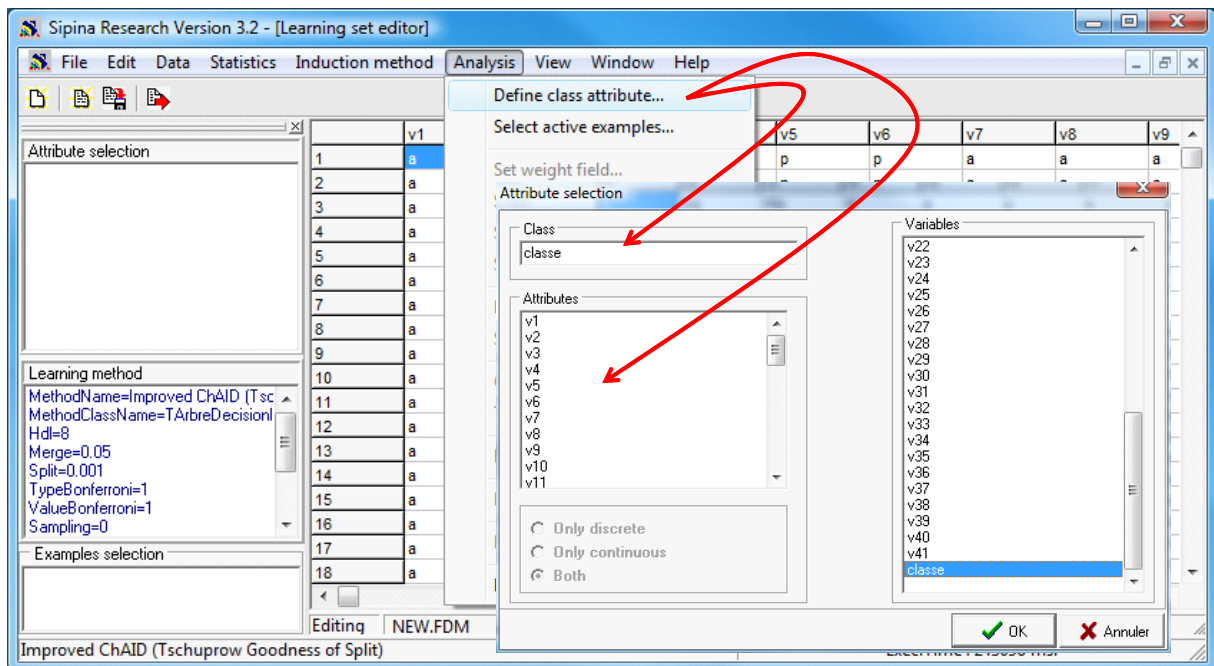 Sipina Research Version 3.2 - [Learning set editor]
File Edit Data Statistics Induction method Analysis View Window Help
Define class attribute...
Select active examples...
Set weight field...
Attribute selection
v1 v5 v6 v7 v8 v9
1 a p p a a a
2 a
3 a
4 a
5 a
6 a
7 a
8 a
9 a
10 a
11 a
12 a
13 a
14 a
15 a
16 a
17 a
18 a
Learning method
MethodName=Improved ChAID (Tsc
MethodClassName=TArbreDecisionI
Hdl=8
Merge=0.05
Split=0.001
TypeBonferroni=1
ValueBonferroni=1
Sampling=0
Examples selection
Attribute selection
Class
classe
Attributes
v1
v2
v3
v4
v5
v6
v7
v8
v9
v10
v11
Only discrete
Only continuous
Both
Variables
v22
v23
v24
v25
v26
v27
v28
v29
v30
v31
v32
v33
v34
v35
v36
v37
v38
v39
v40
v41
classe
OK
Annuler
Editing NEW.FDM
Improved ChAID (Tschuprow Goodness of Split)